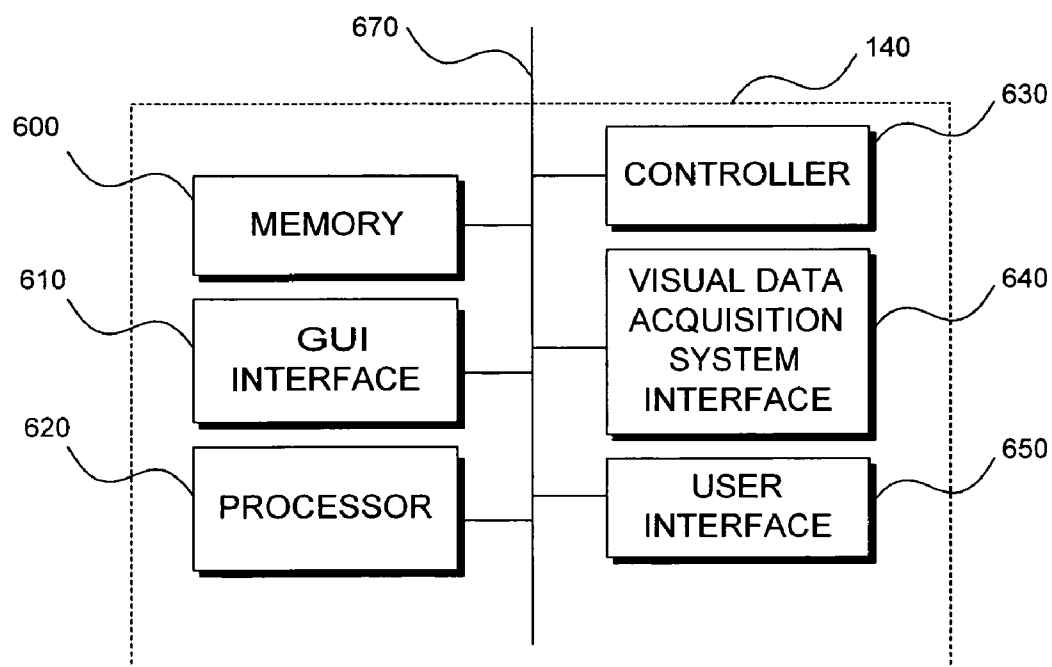 670
140
630
600
CONTROLLER
MEMORY
610
VISUAL DATA
ACQUISITION
SYSTEM
INTERFACE
640
GUI
INTERFACE
620
650
PROCESSOR
USER
INTERFACE